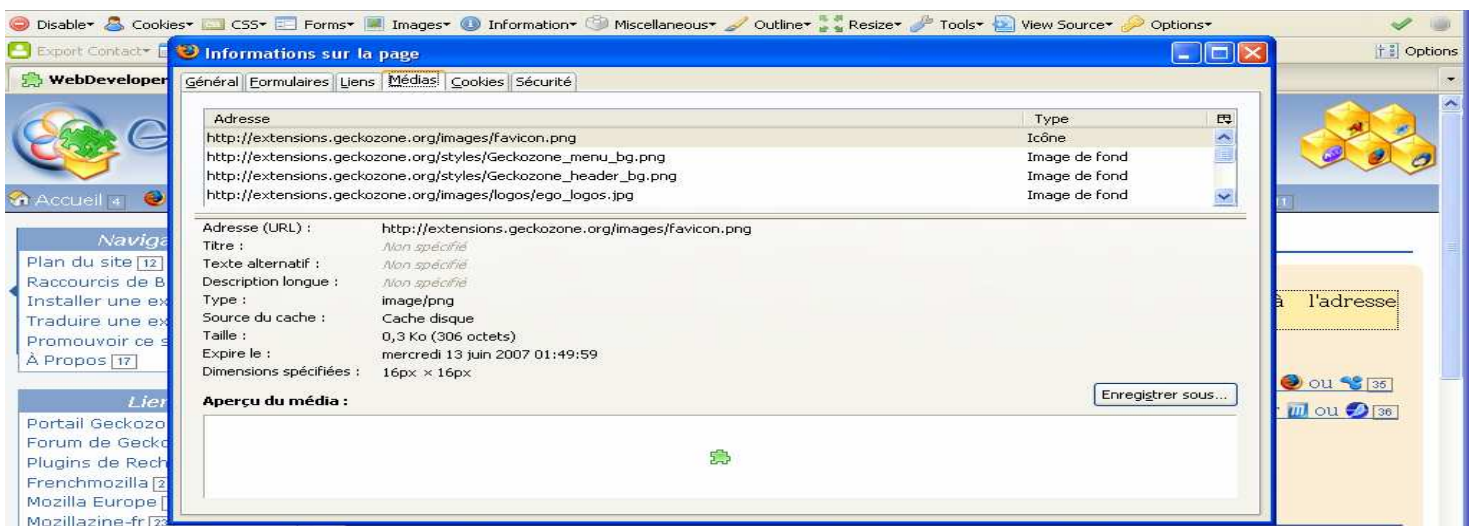 Disable Cookies CSS Forms Images Information Miscellaneous Outline Resize Tools View Source Options
Export Contact
Informations sur la page
Options
WebDeveloper
Général Formulaires Liens Médias Cookies Sécurité
Adresse Type
http://extensions.geckozone.org/images/favicon.png Icône
http://extensions.geckozone.org/styles/Geckozone_menu_bg.png Image de fond
http://extensions.geckozone.org/styles/Geckozone_header_bg.png Image de fond
http://extensions.geckozone.org/images/logos/ego_logos.jpg Image de fond
Accueil 4
Adresse (URL) : http://extensions.geckozone.org/images/favicon.png
Titre : Non spécifié
Texte alternatif : Non spécifié
Description longue : Non spécifié
Type : image/png
Source du cache : Cache disque
Taille : 0,3 Ko (306 octets)
Expire le : mercredi 13 juin 2007 01:49:59
Dimensions spécifiées : 16px × 16px
Aperçu du média :
Enregistrer sous...
Naviga
Plan du site 12
Raccourcis de B
Installer une ex
Traduire une ex
Promouvoir ce s
À Propos 17
Lier
Portail Geckozo
Forum de Gecko
Plugins de Rech
Frenchmozilla 2
Mozilla Europe
Mozillazine-fr 23
à l'adresse
ou 35
ou 36